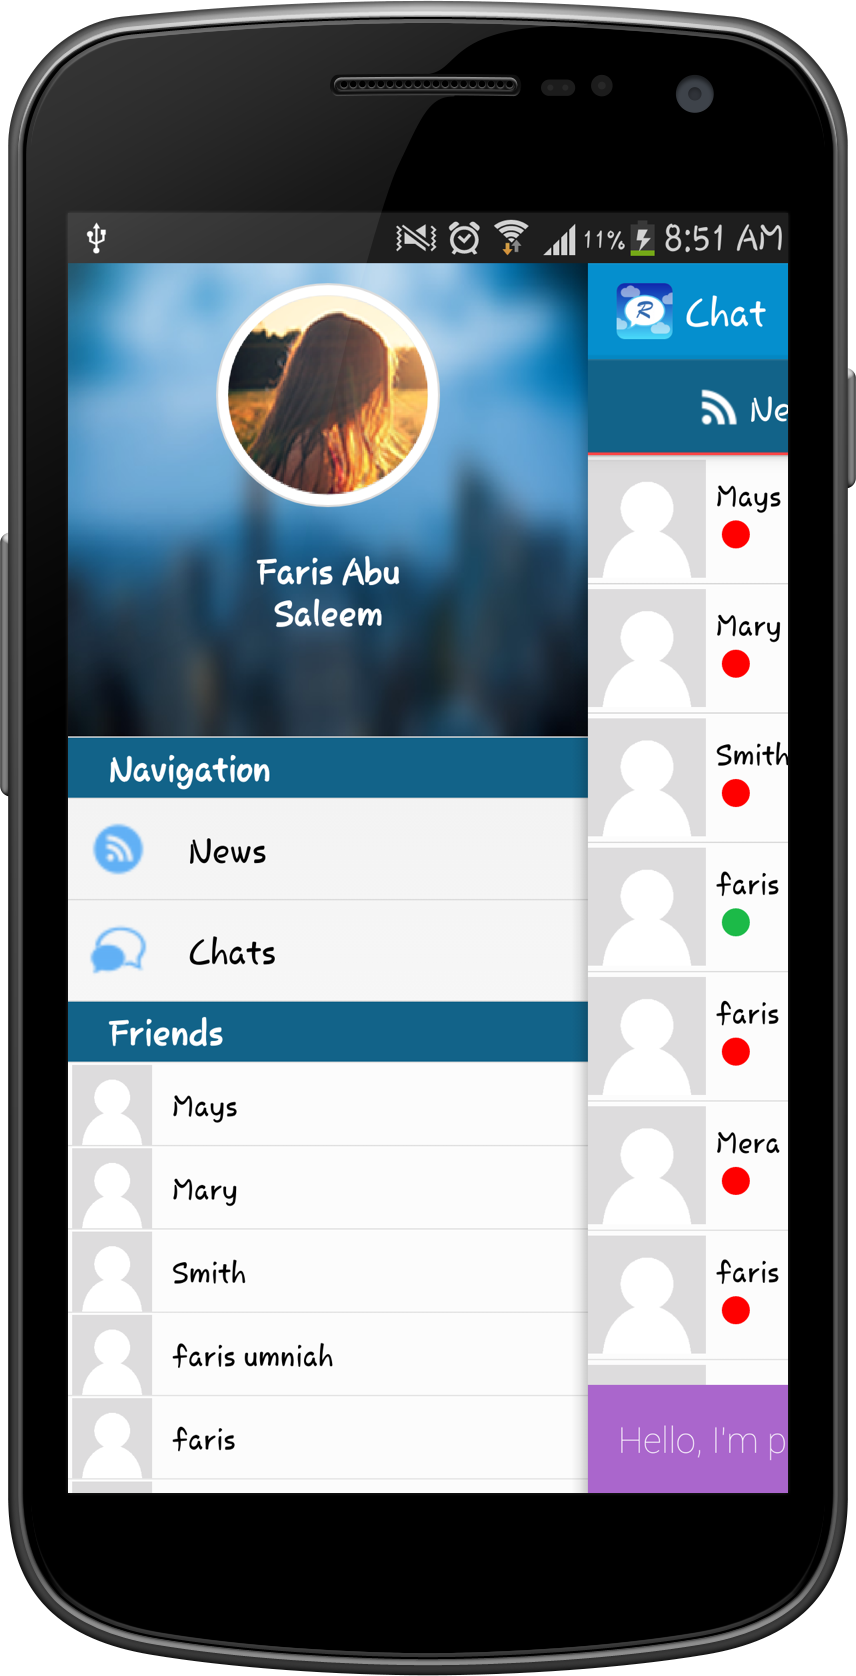 11% 8:51 AM
Faris Abu
Saleem
Navigation
News
Chats
Friends
Mays
Mary
Smith
faris umniah
faris
R Chat
Ne
Mays
Mary
Smith
faris
faris
Mera
faris
Hello, I'm p